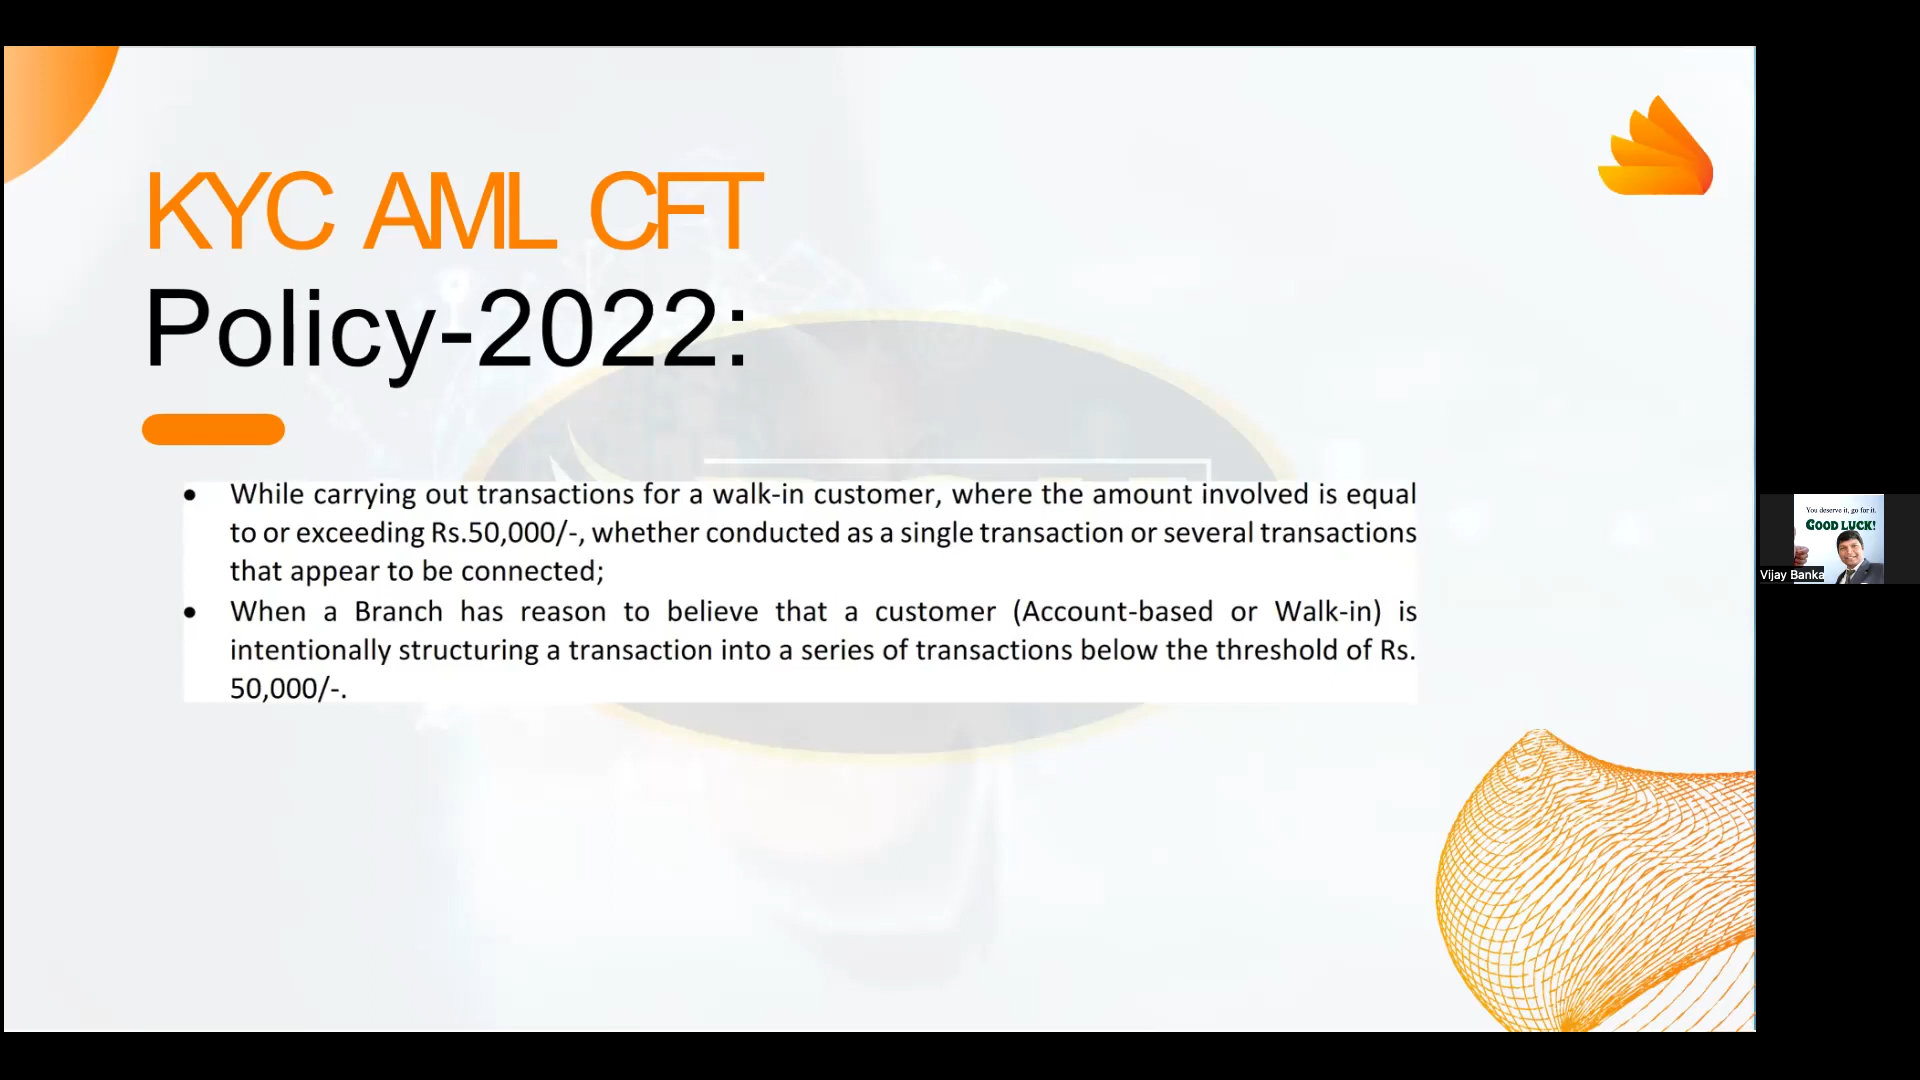 KYC AML CFT
Policy-2022:
• While carrying out transactions for a walk-in customer, where the amount involved is equal
to or exceeding Rs.50,000/-, whether conducted as a single transaction or several transactions
that appear to be connected;
• When a Branch has reason to believe that a customer (Account-based or Walk-in) is
intentionally structuring a transaction into a series of transactions below the threshold of Rs.
50,000/-.
You deserve it, go for it.
GOOD LUCK!
Vijay Banka